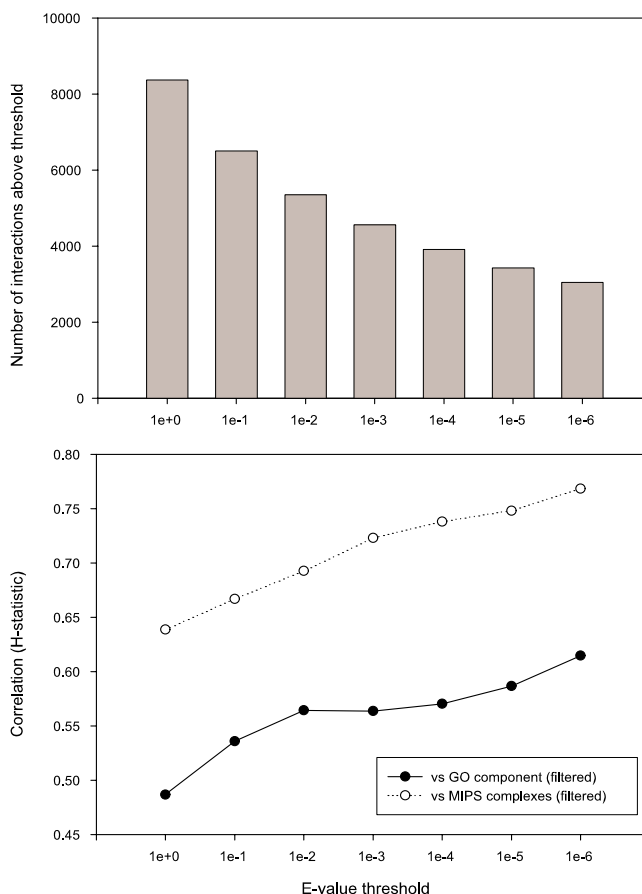 Number of interactions above threshold
10000
8000
6000
4000
2000
0
1e+0 1e-1 1e-2 1e-3 1e-4 1e-5 1e-6
Correlation (H-statistic)
0.80
0.75
0.70
0.65
0.60
0.55
0.50
0.45
vs GO component (filtered)
vs MIPS complexes (filtered)
1e+0 1e-1 1e-2 1e-3 1e-4 1e-5 1e-6
E-value threshold